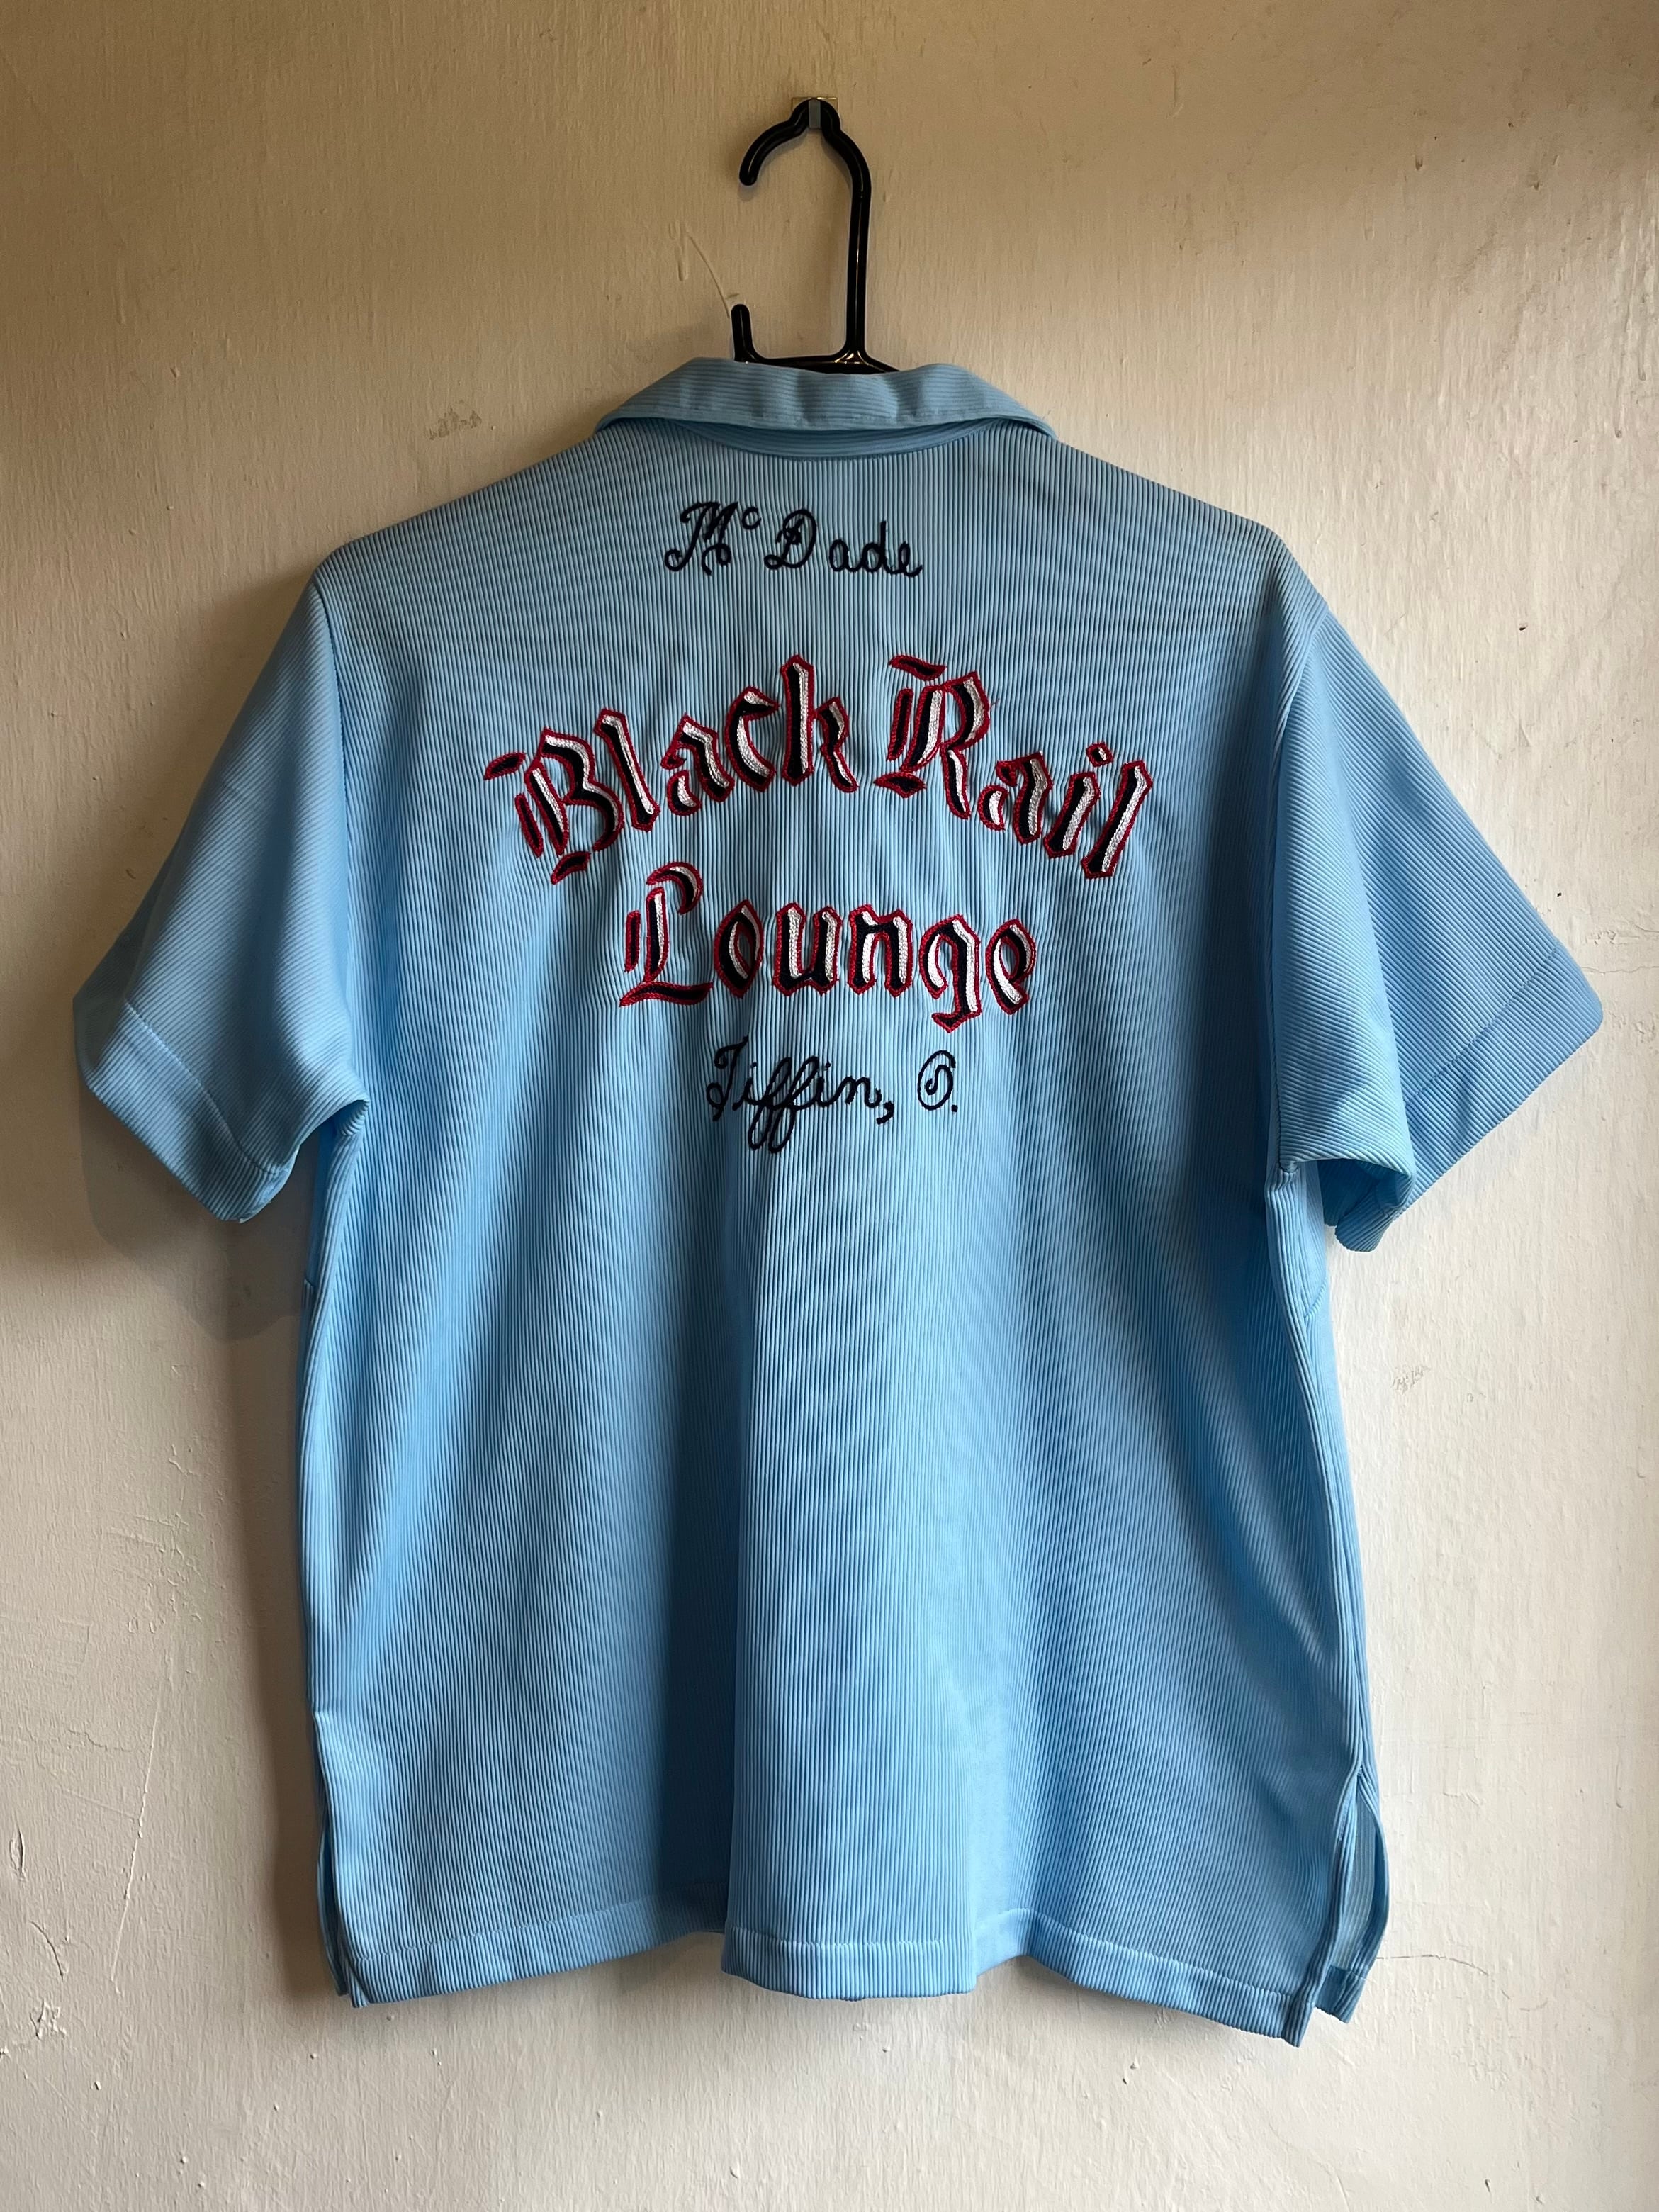 McDade
Black Rail
Lounge
Tiffin, O.